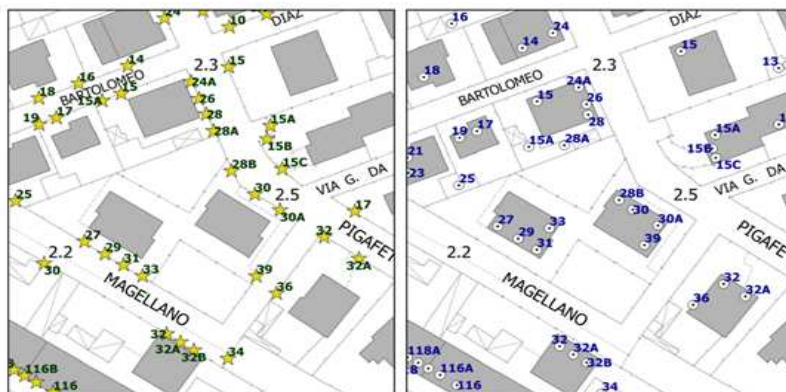 24
10
DIAZ
14
2.3
15
16
18
BARTOLOMEO
24A
15A
15
26
17
19
28
28A
15A
15B
28B
15C
VIA G. DA
25
30
2.5
30A
17
PIGAFET
27
32
29
2.2
31
32A
30
33
39
36
MAGELLANO
32
32A
32B
34
116B
116
16
24
DIAZ
14
15
2.3
13
18
BARTOLOMEO
24A
15
26
28
17
19
15A
15A
28A
15B
21
15C
23
VIA G. DA
25
28B
2.5
30
27
33
30A
PIGAFE
29
39
31
2.2
32
32A
MAGELLANO
36
32
118A
32A
8
32B
116A
116
34